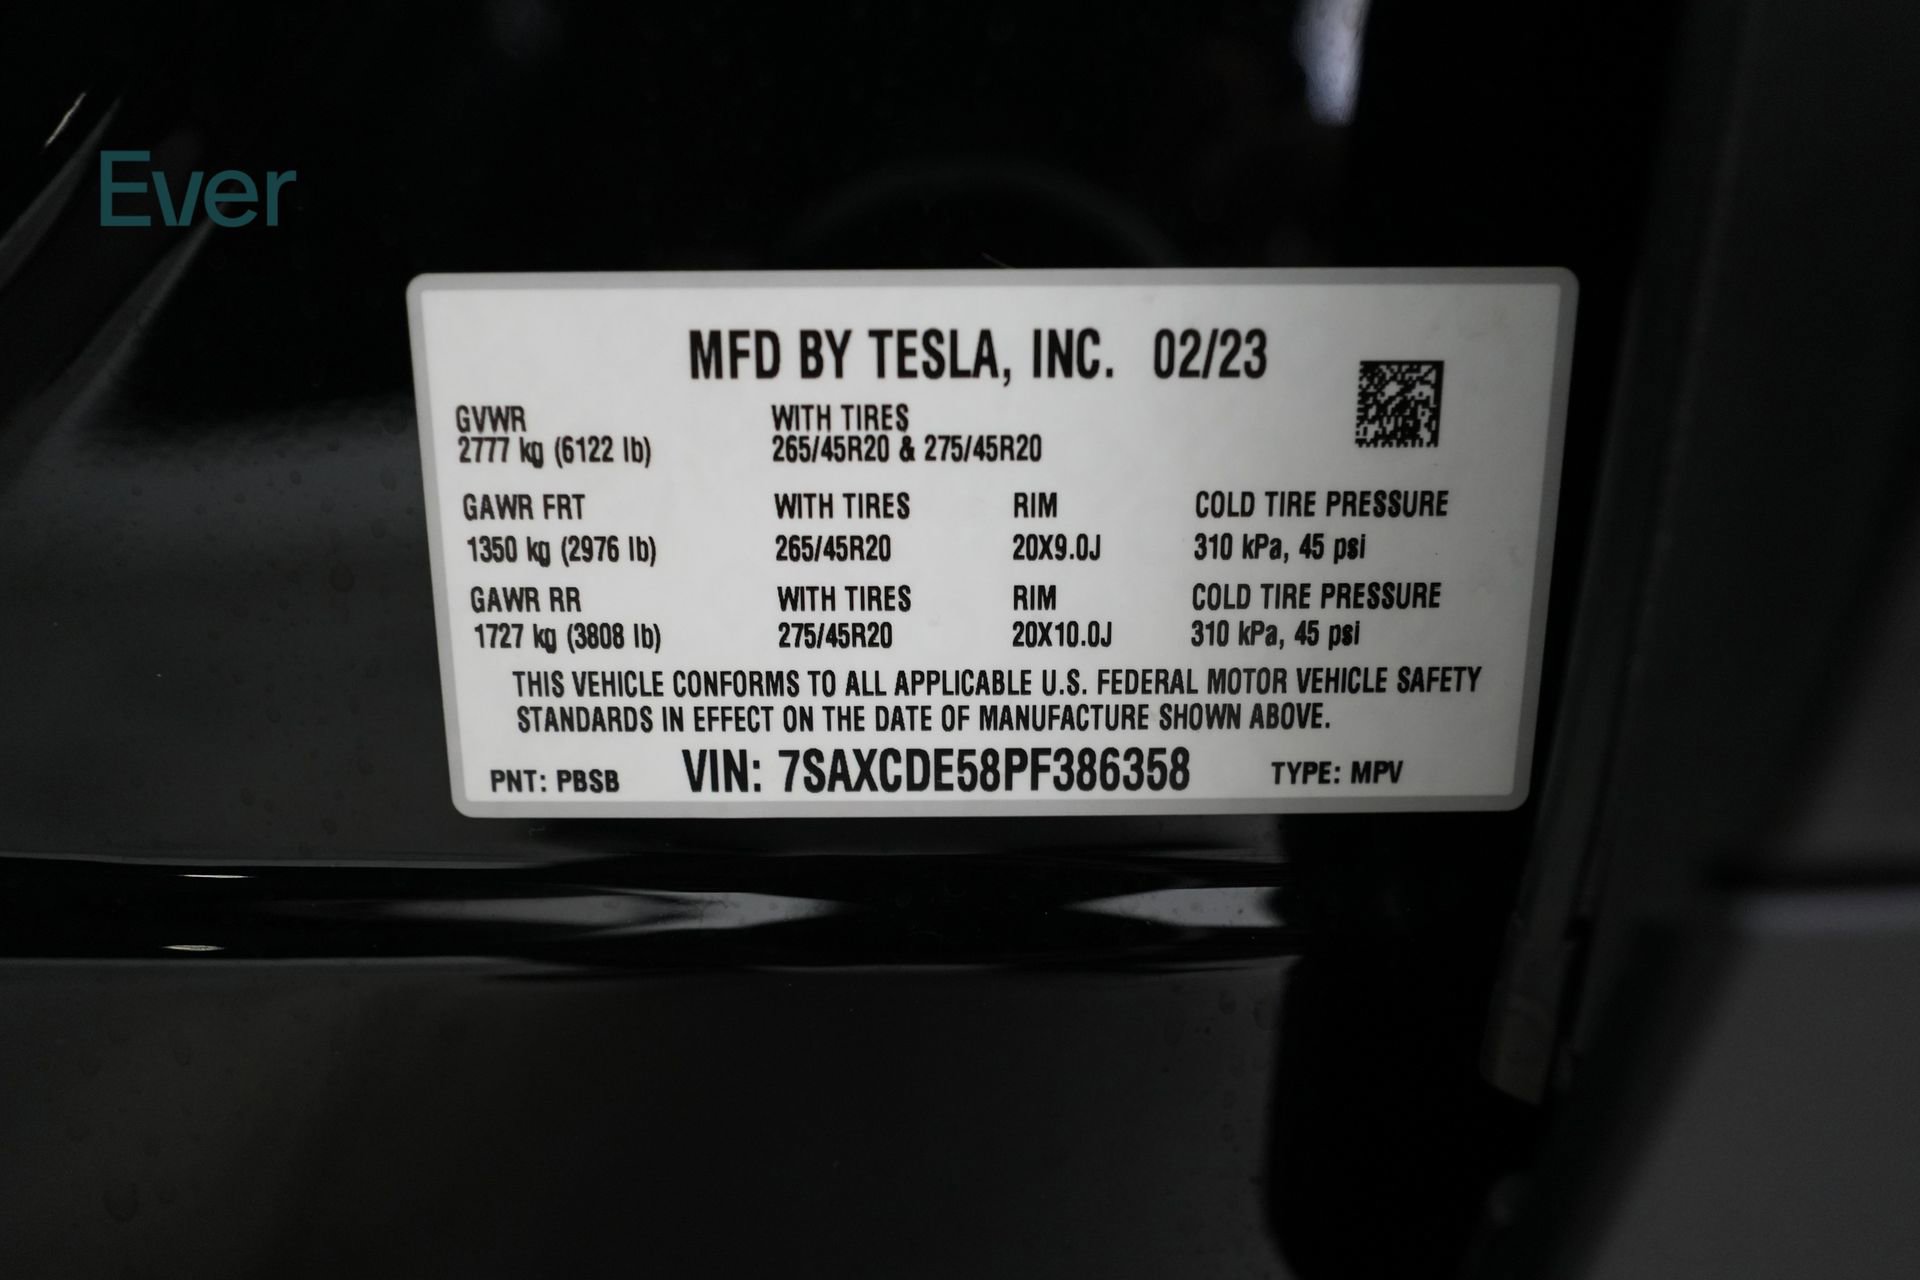 Ever
MFD BY TESLA, INC. 02/23
GVWR WITH TIRES
2777 kg (6122 lb) 265/45R20 & 275/45R20
GAWR FRT WITH TIRES RIM COLD TIRE PRESSURE
1350 kg (2976 lb) 265/45R20 20X9.0J 310 kPa, 45 psi
GAWR RR WITH TIRES RIM COLD TIRE PRESSURE
1727 kg (3808 lb) 275/45R20 20X10.0J 310 kPa, 45 psi
THIS VEHICLE CONFORMS TO ALL APPLICABLE U.S. FEDERAL MOTOR VEHICLE SAFETY
STANDARDS IN EFFECT ON THE DATE OF MANUFACTURE SHOWN ABOVE.
PNT: PBSB VIN: 7SAXCDE58PF386358 TYPE: MPV